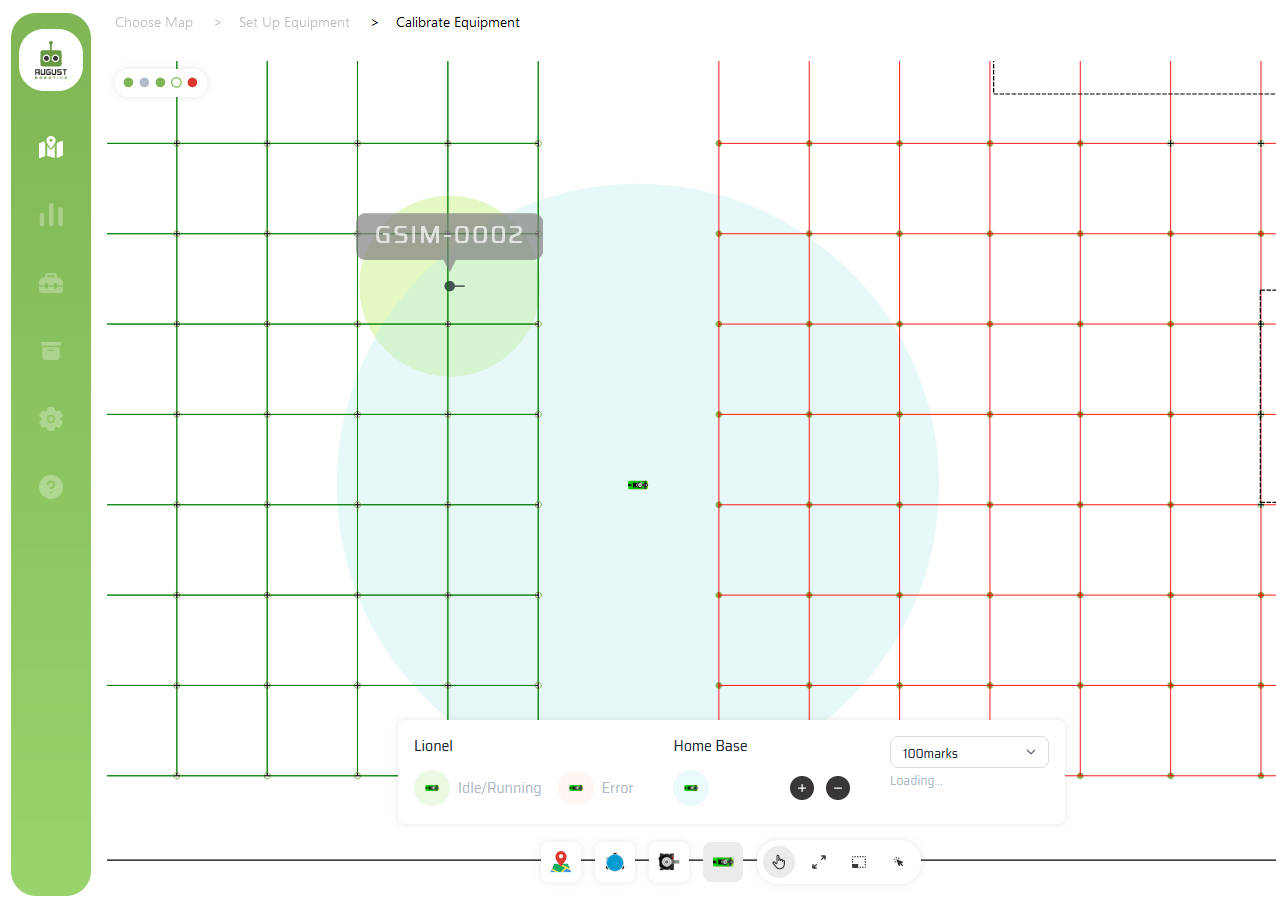 Choose Map > Set Up Equipment > Calibrate Equipment
AUGUST
ROBOTICS
GSIM-0002
Lionel
Idle/Running
Error
Home Base
100marks
Loading...